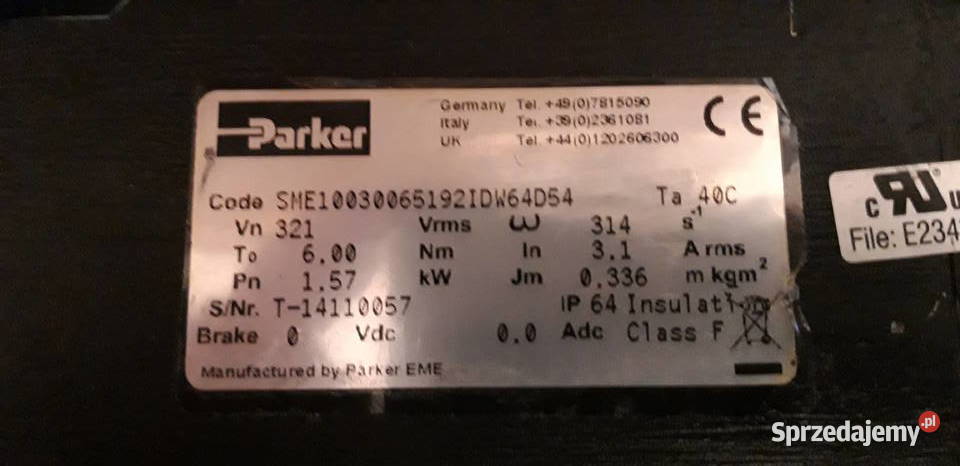 Parker
Germany Tel. +49(0)7815090
Italy Tel. +39(0)2361081
UK Tel. +44(0)1202606300
CE
Code SME10030065192IDW64D54 Ta 40C
Vn 321 Vrms ω 314 s-1
To 6.00 Nm In 3.1 A rms
Pn 1.57 kW Jm 0.336 m kgm2
S/Nr. T-14110057 IP 64 Insulati
Brake 0 Vdc 0.0 Adc Class F
Manufactured by Parker EME
c RU u
File: E234
Sprzedajemy.pl